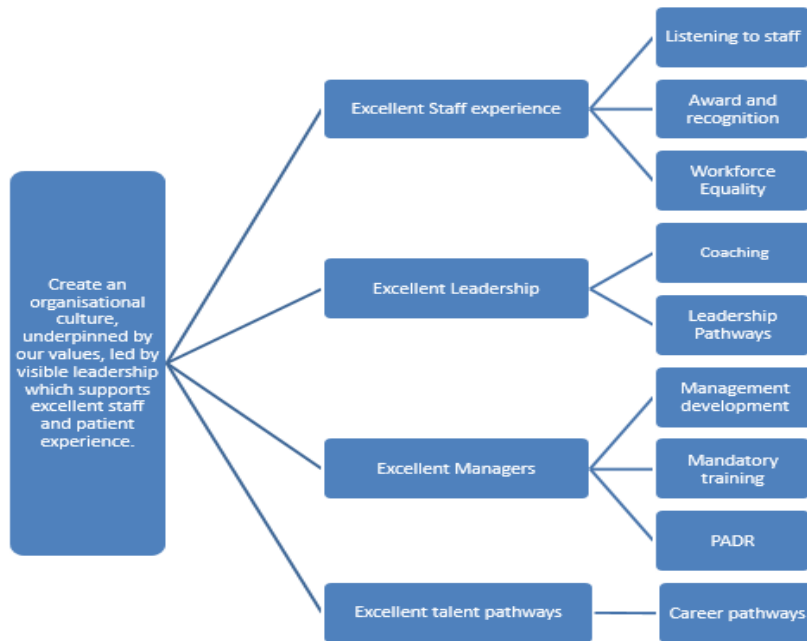 Create an
organisational
culture,
underpinned by
our values, led by
visible leadership
which supports
excellent staff
and patient
experience.
Excellent Staff experience
Listening to staff
Award and
recognition
Workforce
Equality
Excellent Leadership
Coaching
Leadership
Pathways
Excellent Managers
Management
development
Mandatory
training
PADR
Excellent talent pathways
Career pathways